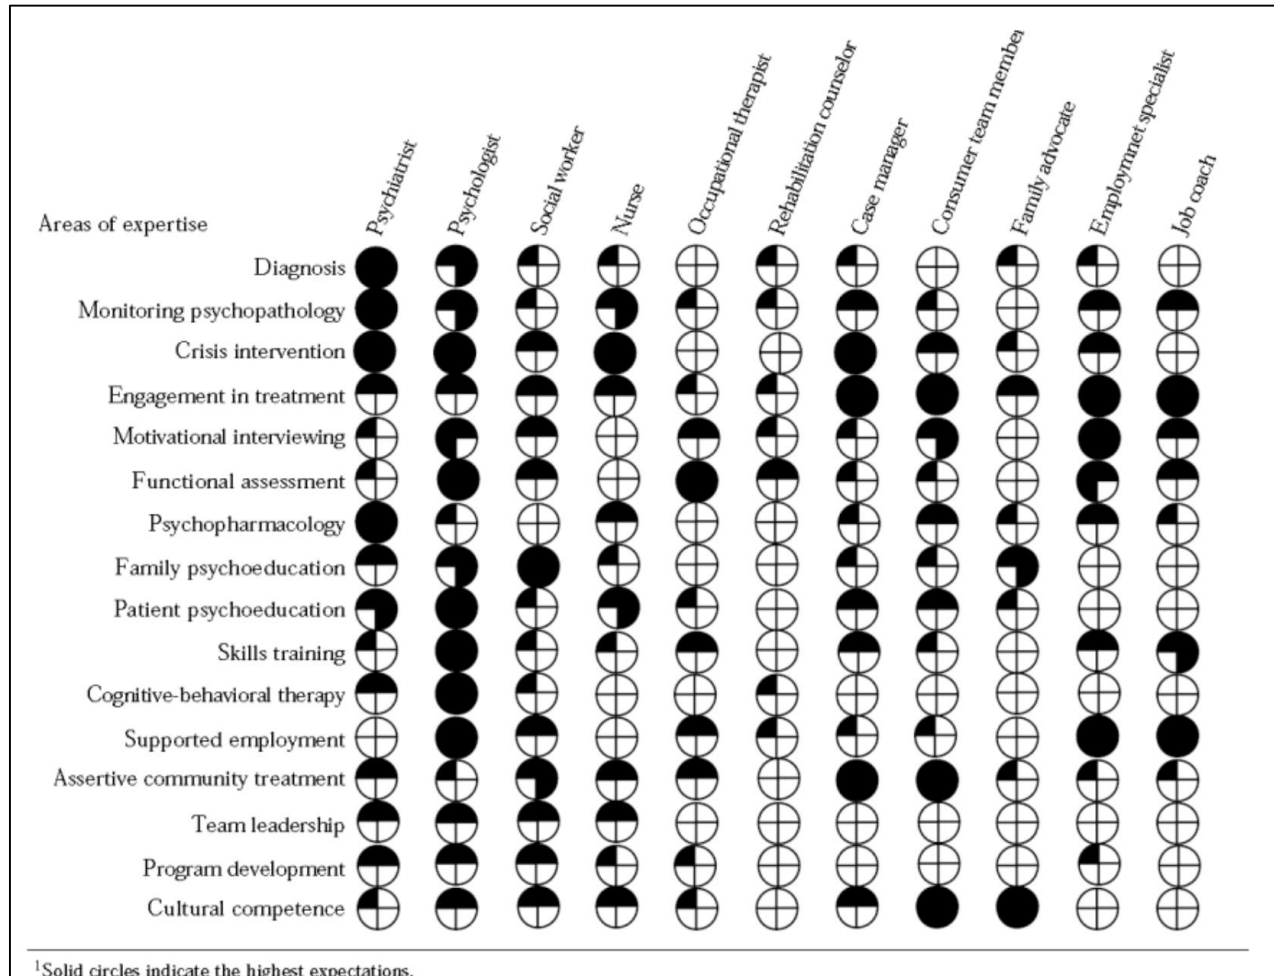 Psychiatrist
Psychologist
Social worker
Nurse
Occupational therapist
Rehabilitation counselor
Case manager
Consumer team member
Family advocate
Employmnet specialist
Job coach
Areas of expertise
Diagnosis
Monitoring psychopathology
Crisis intervention
Engagement in treatment
Motivational interviewing
Functional assessment
Psychopharmacology
Family psychoeducation
Patient psychoeducation
Skills training
Cognitive-behavioral therapy
Supported employment
Assertive community treatment
Team leadership
Program development
Cultural competence
1Solid circles indicate the highest expectations.